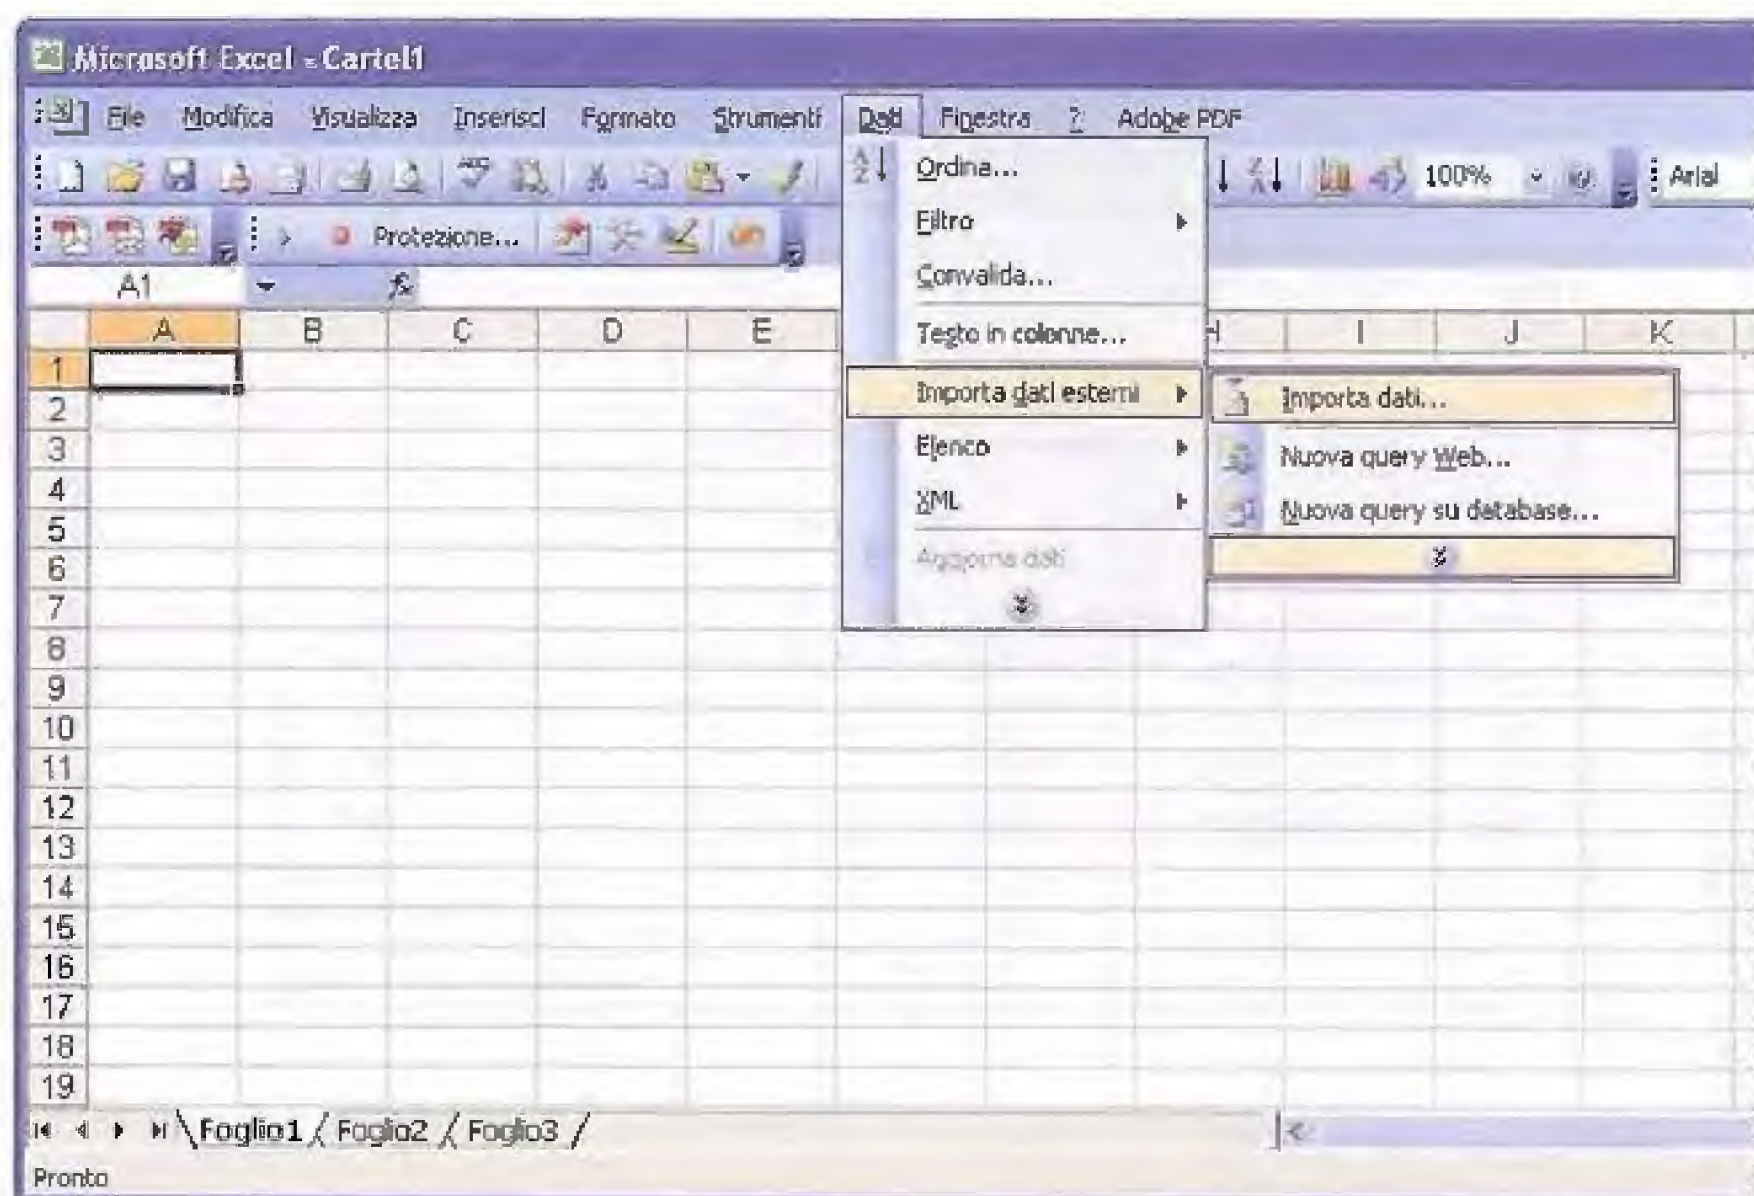 Microsoft Excel - Cartel1
File Modifica Visualizza Inserisci Formato Strumenti Dati Finestra ? Adobe PDF
100% Arial
Protezione...
A1 fx
A B C D E H I J K
Ordina...
Filtro
Convalida...
Testo in colonne...
Importa dati esterni
Elenco
XML
Aggiorna dati
Importa dati...
Nuova query Web...
Nuova query su database...
1
2
3
4
5
6
7
8
9
10
11
12
13
14
15
16
17
18
19
Foglio1 / Foglio2 / Foglio3 /
Pronto